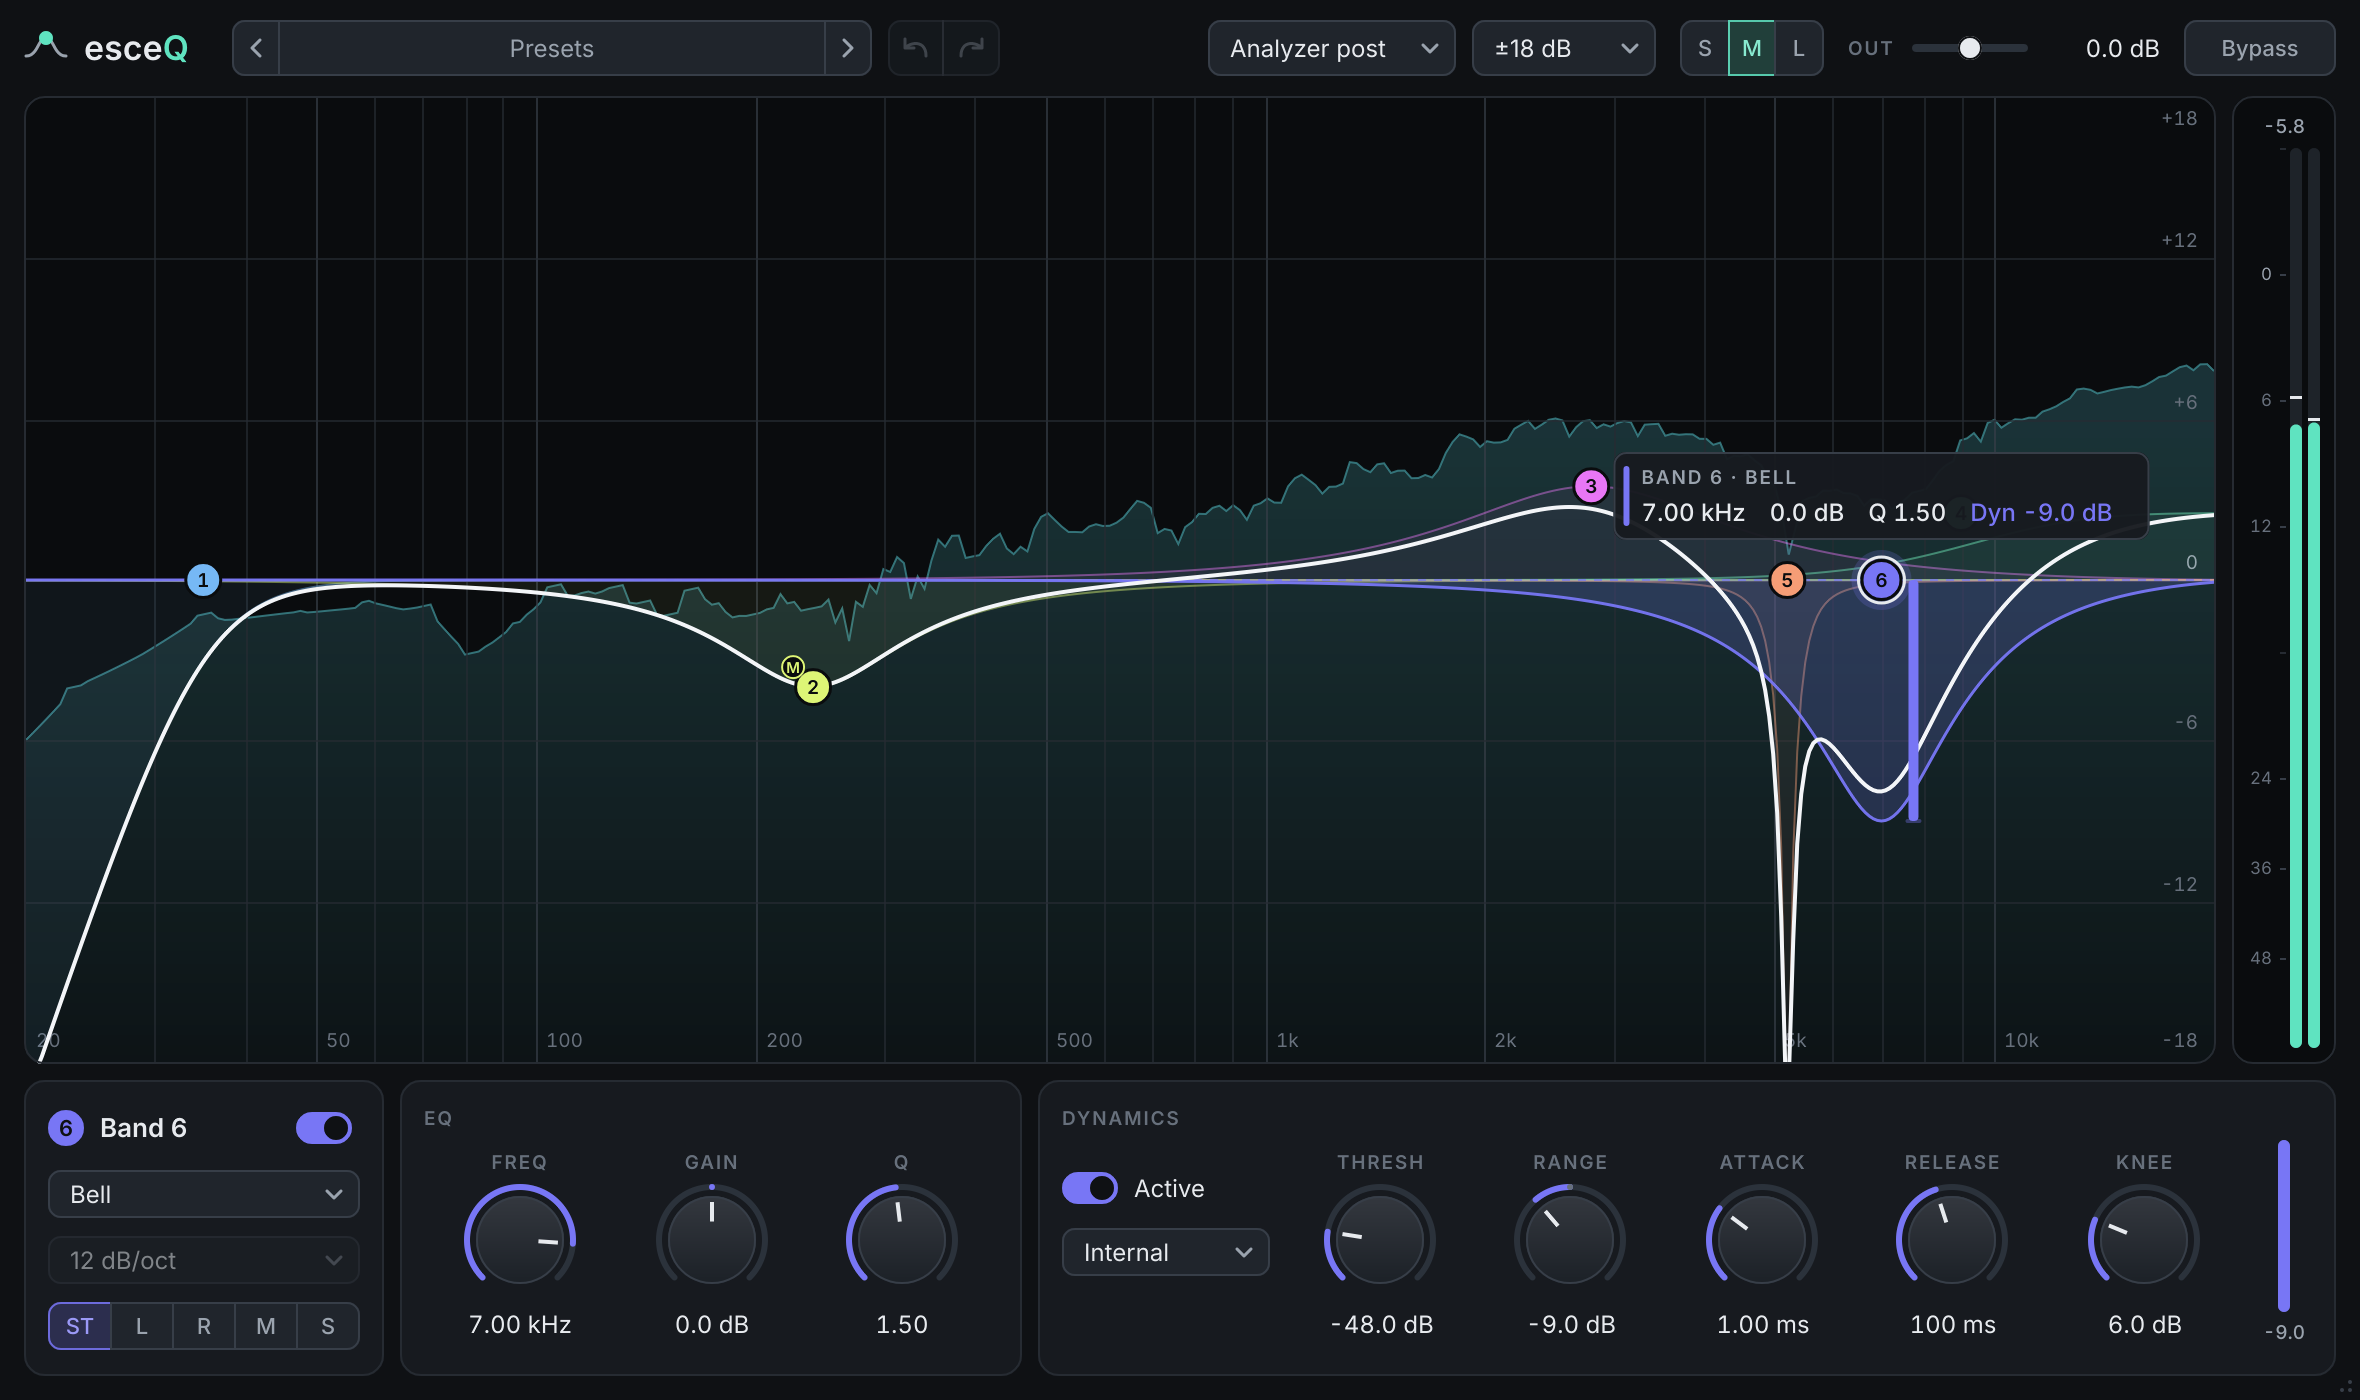 esceQ
Presets
Analyzer post
±18 dB
S M L
OUT
0.0 dB
Bypass
+18
+12
+6
0
-6
-12
-18
20
50
100
200
500
1k
2k
5k
10k
1
M
2
3
5
6
BAND 6 · BELL
7.00 kHz 0.0 dB Q 1.50 Dyn -9.0 dB
-5.8
0
6
12
24
36
48
6 Band 6
Bell
12 dB/oct
ST L R M S
EQ
FREQ GAIN Q
7.00 kHz 0.0 dB 1.50
DYNAMICS
Active
Internal
THRESH RANGE ATTACK RELEASE KNEE
-48.0 dB -9.0 dB 1.00 ms 100 ms 6.0 dB
-9.0